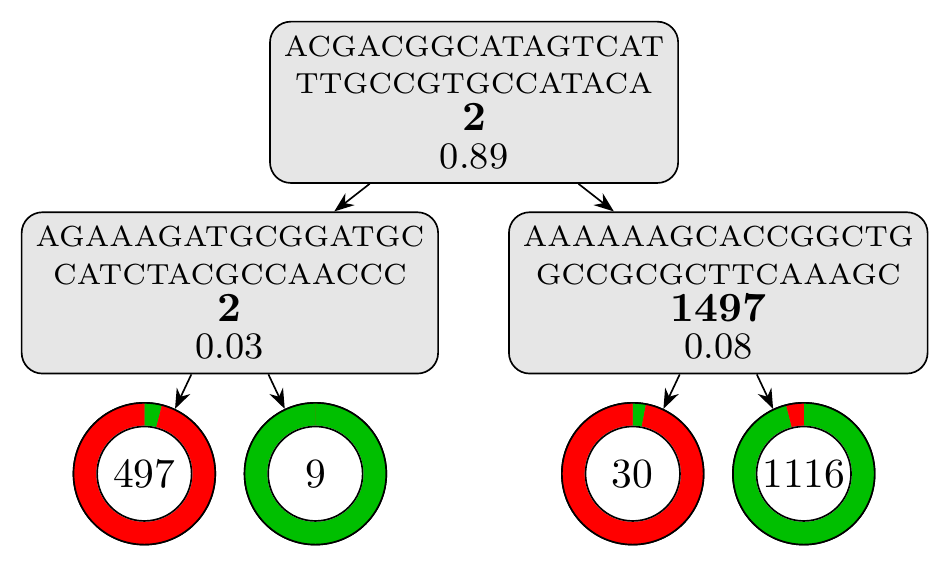 ACGACGGCATAGTCAT
TTGCCGTGCCATACA
2
0.89
AGAAAGATGCGGATGC
CATCTACGCCAACCC
2
0.03
AAAAAAGCACCGGCTG
GCCGCGCTTCAAAGC
1497
0.08
497
9
30
1116